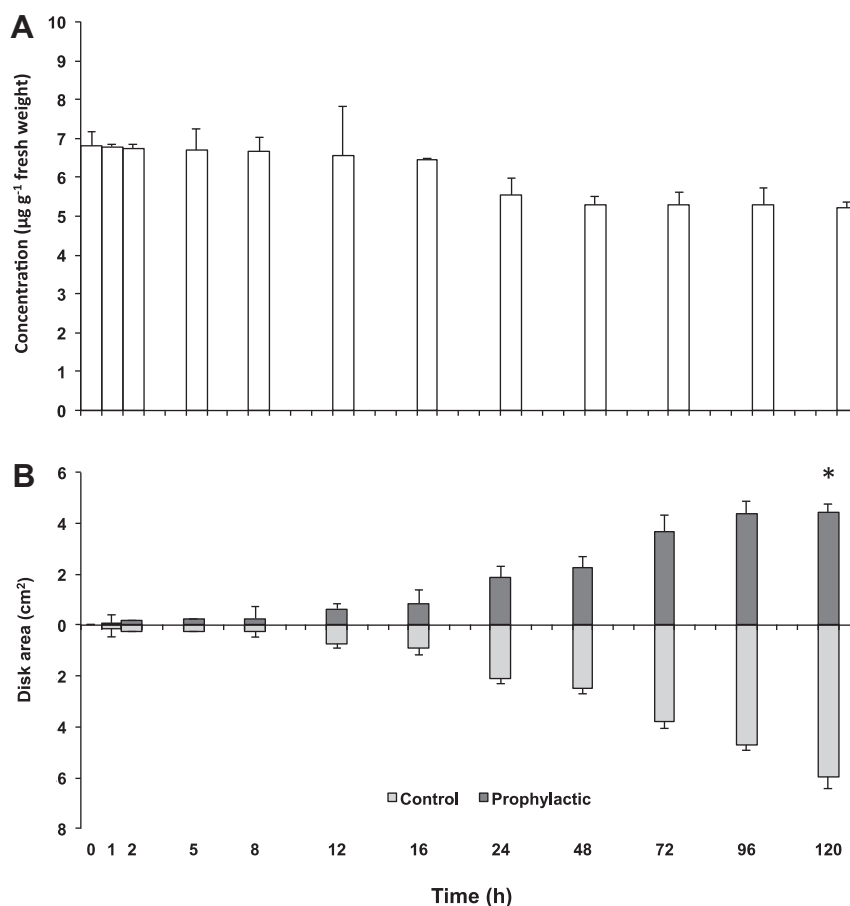 A
Concentration (µg g-1 fresh weight)
10
9
8
7
6
5
4
3
2
1
0
B
Disk area (cm2)
6
4
2
0
2
4
6
8
*
Control Prophylactic
0 1 2 5 8 12 16 24 48 72 96 120
Time (h)